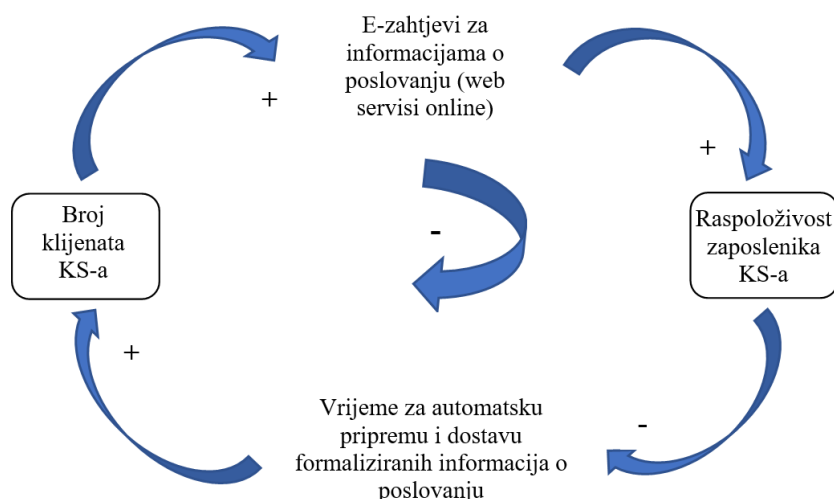 E-zahtjevi za
informacijama o
poslovanju (web
servisi online)
+
+
Broj
klijenata
KS-a
-
Raspoloživost
zaposlenika
KS-a
+
-
Vrijeme za automatsku
pripremu i dostavu
formaliziranih informacija o
poslovanju